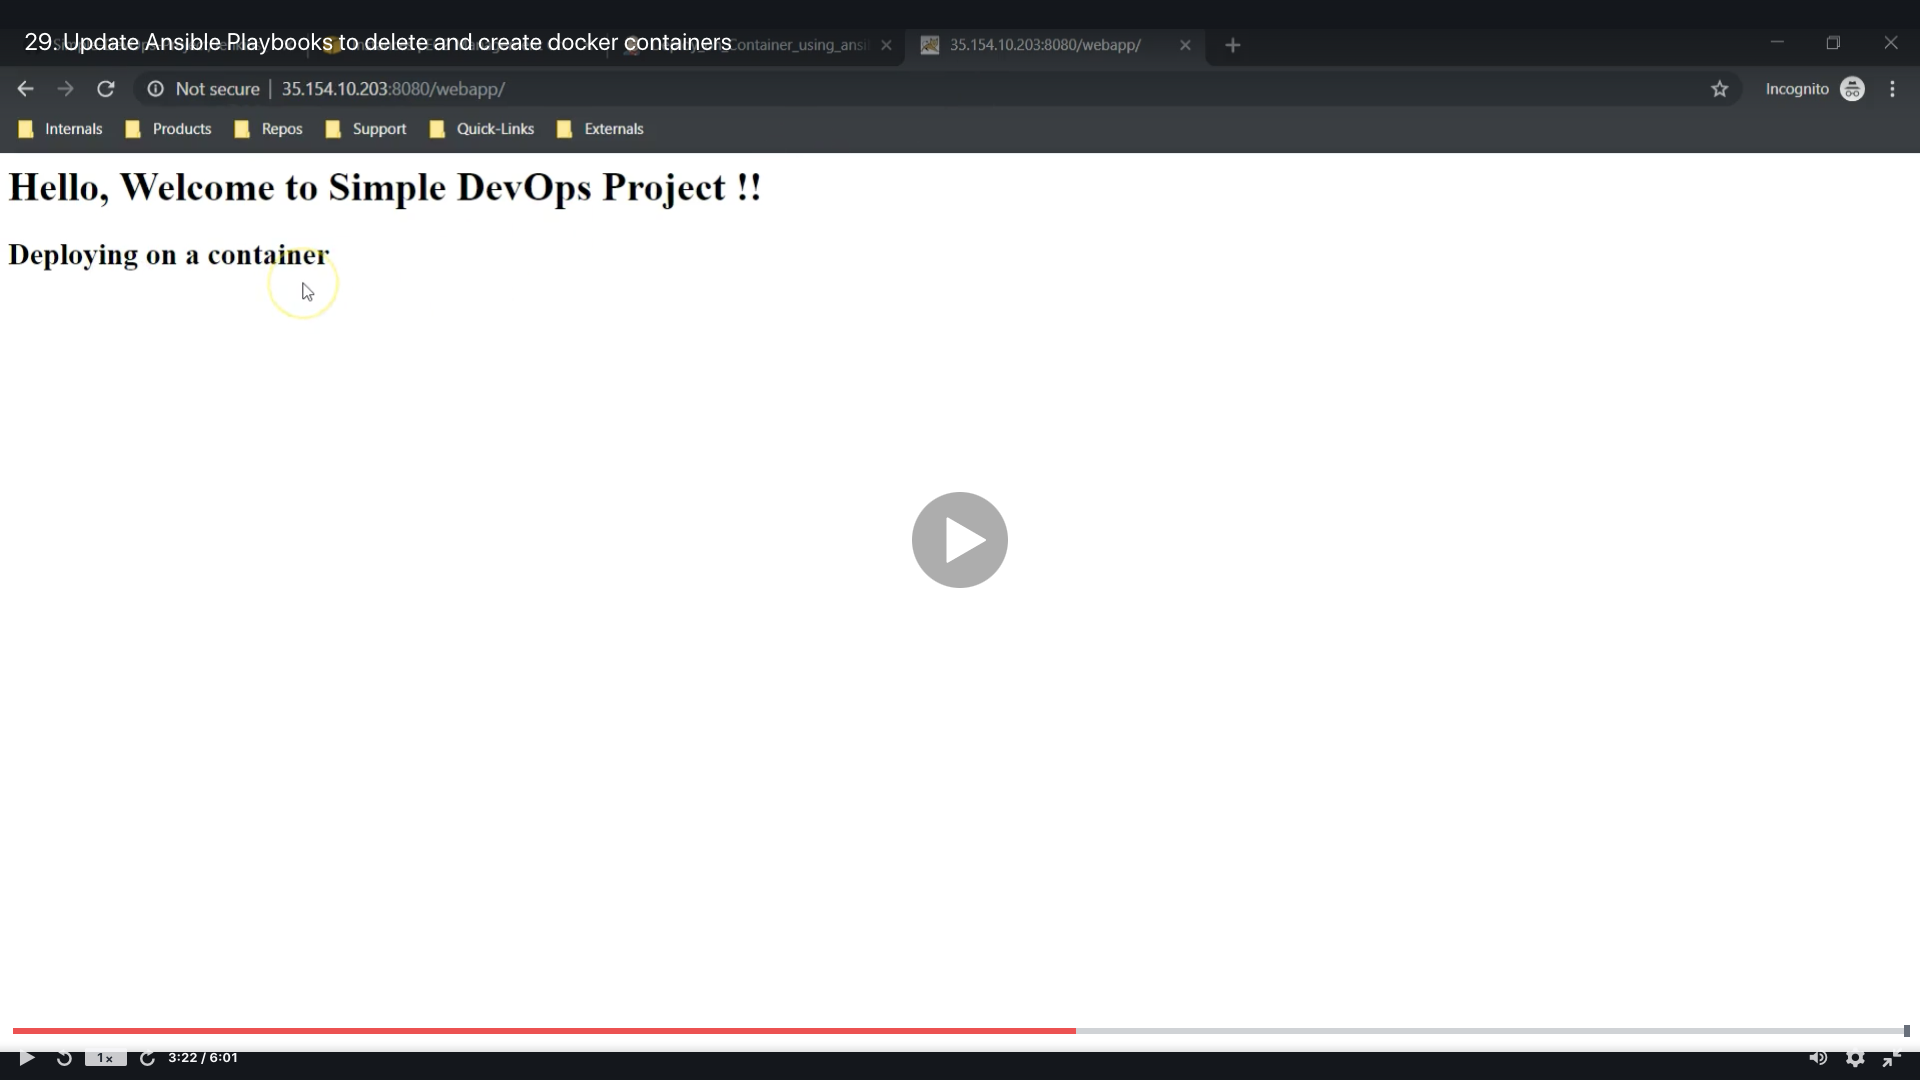 29. Update Ansible Playbooks to delete and create docker containers
Container_using_ansi
35.154.10.203:8080/webapp/
Not secure | 35.154.10.203:8080/webapp/
Incognito
Internals Products Repos Support Quick-Links Externals
Hello, Welcome to Simple DevOps Project !!
Deploying on a container
1x 3:22 / 6:01